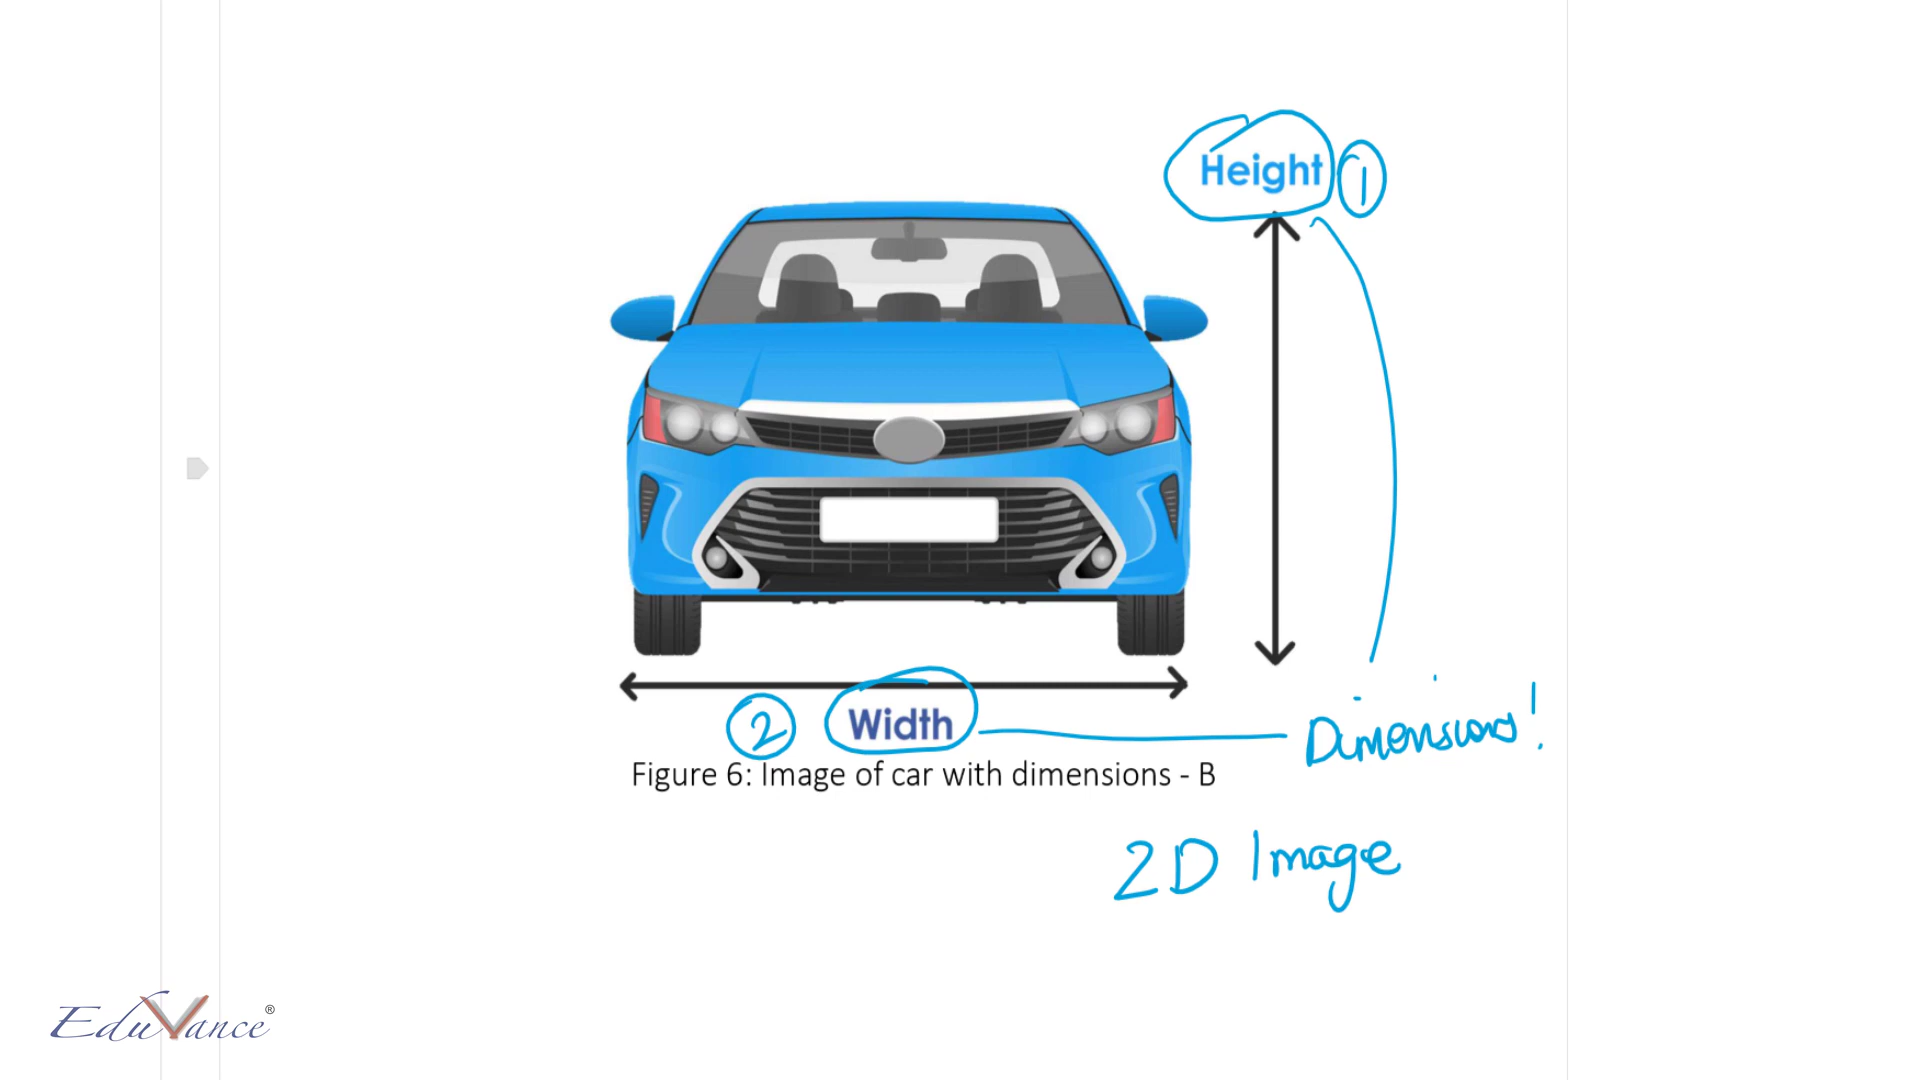 Height 1
2 Width
Dimensions!
Figure 6: Image of car with dimensions - B
2D Image
EduVance®